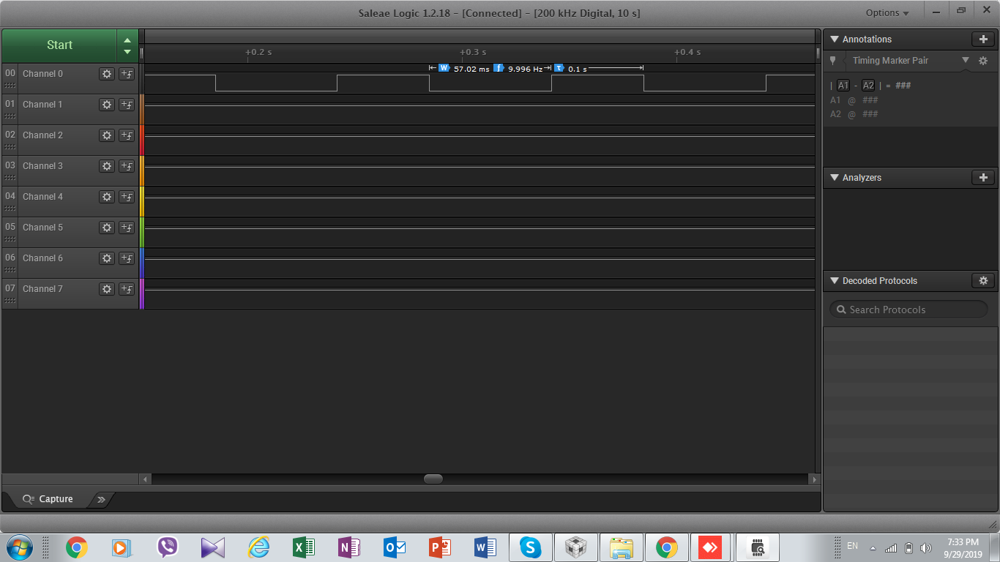 Saleae Logic 1.2.18 - [Connected] - [200 kHz Digital, 10 s]
Options
Start
+0.2 s +0.3 s +0.4 s
W 57.02 ms f 9.996 Hz τ 0.1 s
00 Channel 0
01 Channel 1
02 Channel 2
03 Channel 3
04 Channel 4
05 Channel 5
06 Channel 6
07 Channel 7
Annotations
Timing Marker Pair
| A1 - A2 | = ###
A1 @ ###
A2 @ ###
Analyzers
Decoded Protocols
Search Protocols
Capture
EN
7:33 PM
9/29/2019